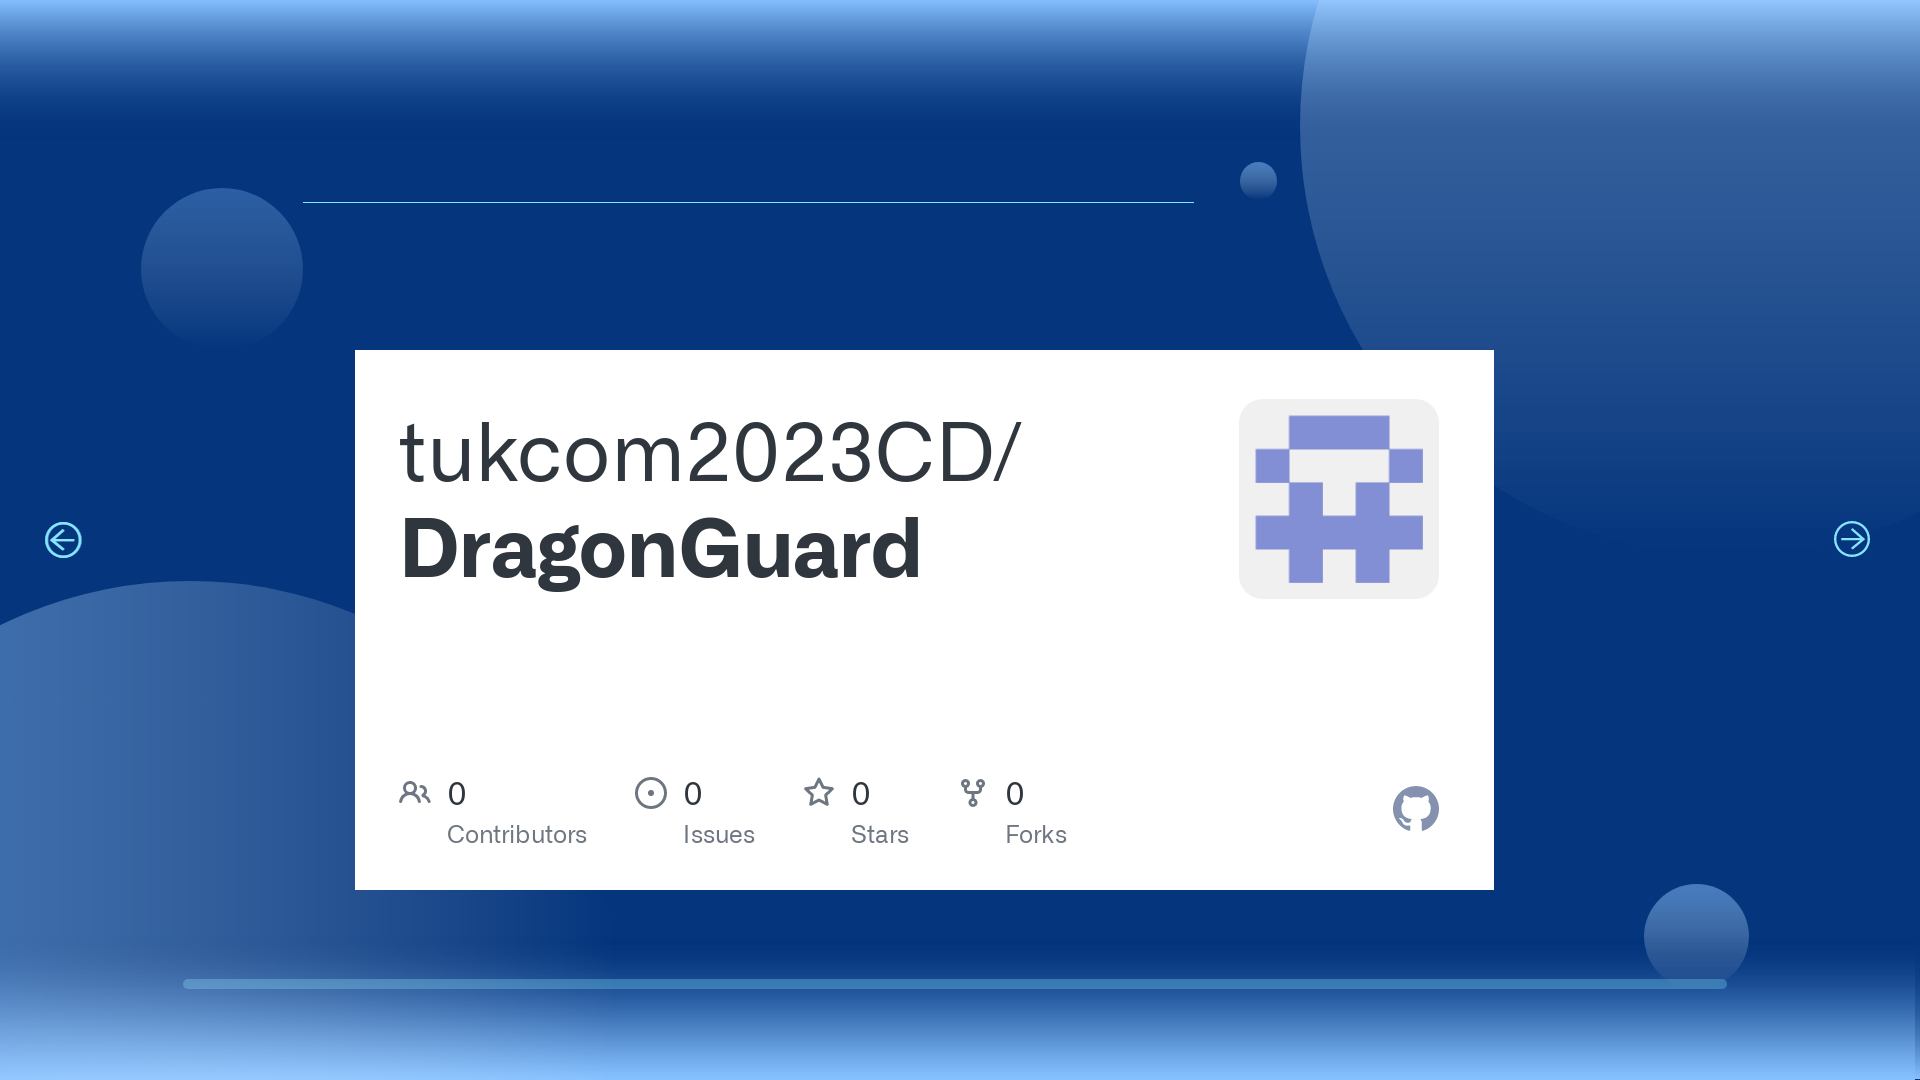 tukcom2023CD/
DragonGuard
0
Contributors
0
Issues
0
Stars
0
Forks